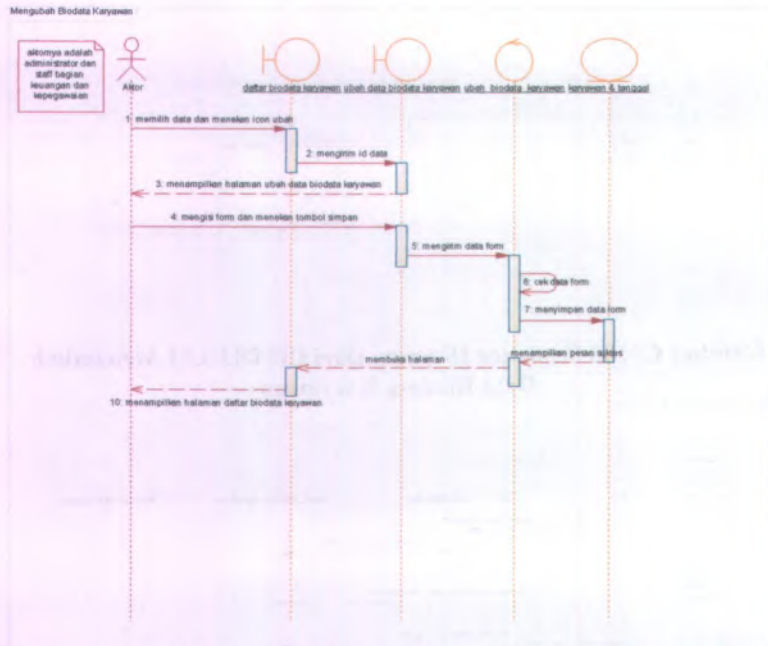 Mengubah Biodata Karyawan
aktornya adalah
administrator dan
staff bagian
keuangan dan
kepegawaian
Aktor
daftar biodata karyawan
ubah data biodata karyawan
ubah biodata karyawan
karyawan & tanggal
1: memilih data dan menekan icon ubah
2: mengirim id data
3: menampilkan halaman ubah data biodata karyawan
4: mengisi form dan menekan tombol simpan
5: mengirim data form
6: cek data form
7: menyimpan data form
menampilkan pesan sukses
10: menampilkan halaman daftar biodata karyawan